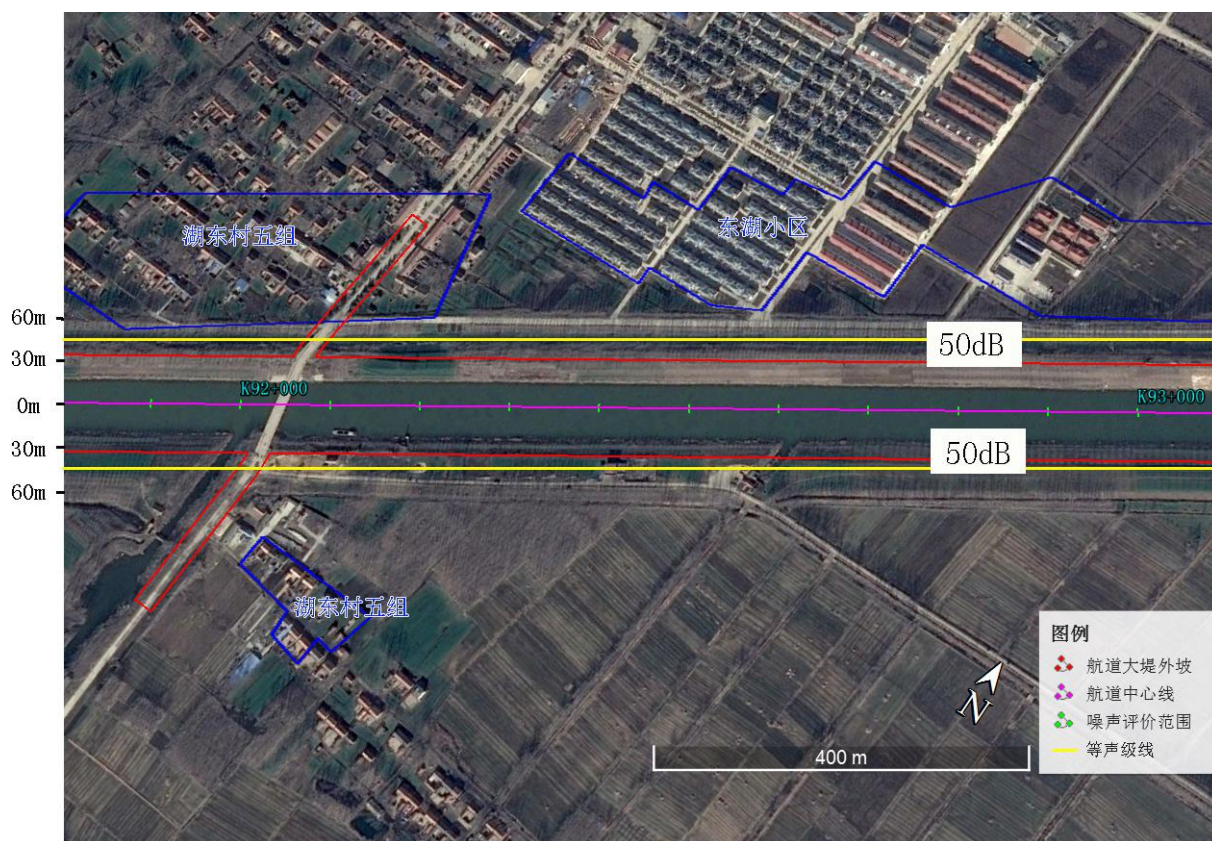 湖东村五组
东湖小区
60m
50dB
30m
K92+000
K93+000
0m
30m
50dB
60m
湖东村五组
图例
航道大堤外坡
航道中心线
噪声评价范围
等声级线
N
400 m